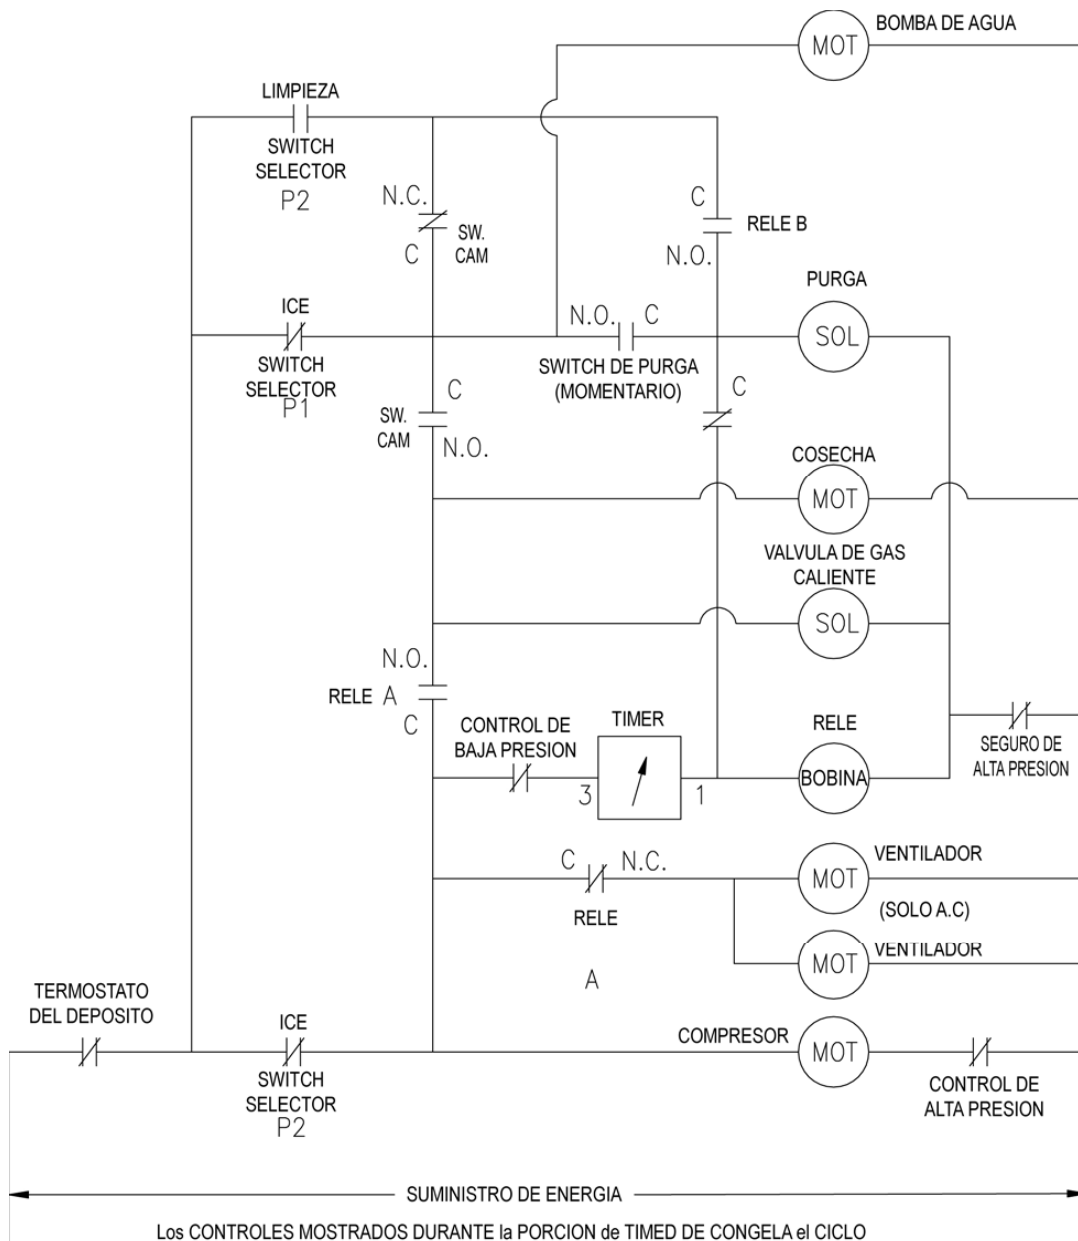 BOMBA DE AGUA
MOT
LIMPIEZA
SWITCH
SELECTOR
P2
N.C.
C
SW.
CAM
C
RELE B
N.O.
PURGA
ICE
N.O.
C
SOL
SWITCH
SELECTOR
P1
SWITCH DE PURGA
(MOMENTARIO)
C
C
SW.
CAM
N.O.
COSECHA
MOT
VALVULA DE GAS
CALIENTE
SOL
N.O.
RELE A
C
CONTROL DE
BAJA PRESION
TIMER
RELE
SEGURO DE
ALTA PRESION
3
1
BOBINA
C
N.C.
MOT
VENTILADOR
(SOLO A.C)
RELE
A
MOT
VENTILADOR
TERMOSTATO
DEL DEPOSITO
ICE
COMPRESOR
MOT
SWITCH
SELECTOR
P2
CONTROL DE
ALTA PRESION
SUMINISTRO DE ENERGIA
Los CONTROLES MOSTRADOS DURANTE la PORCION de TIMED DE CONGELA el CICLO